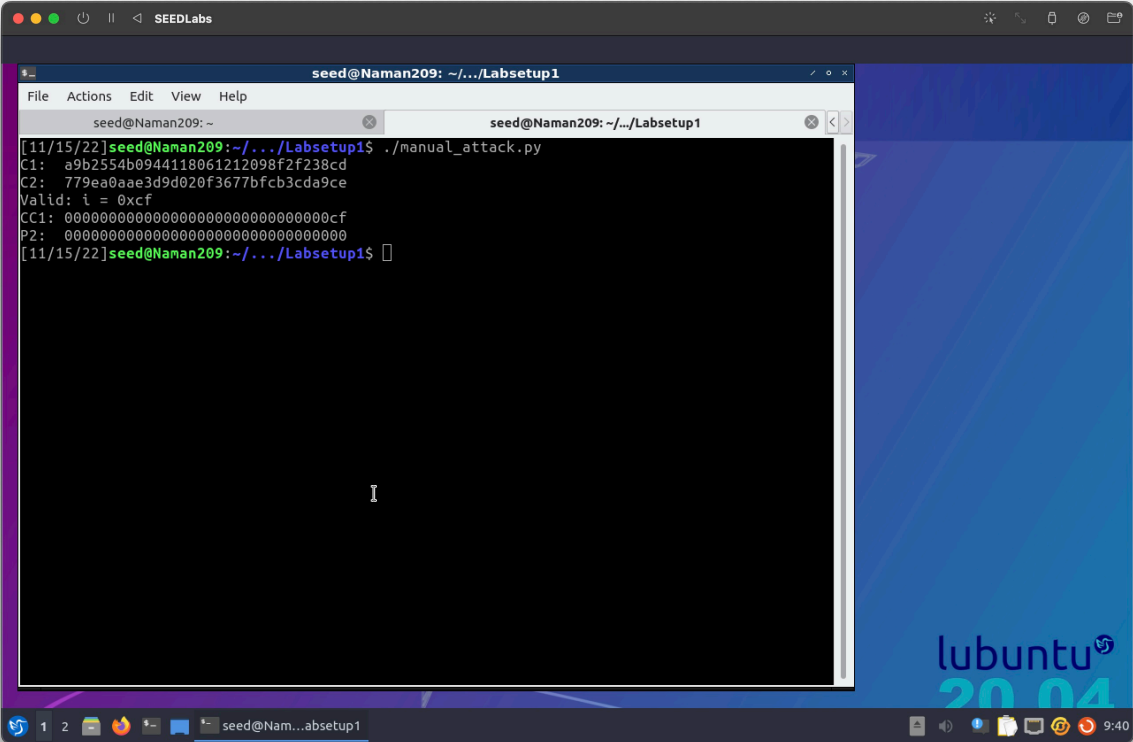 SEEDLabs
seed@Naman209: ~/.../Labsetup1
File Actions Edit View Help
seed@Naman209: ~
seed@Naman209: ~/.../Labsetup1
[11/15/22]seed@Naman209:~/.../Labsetup1$ ./manual_attack.py
C1:  a9b2554b0944118061212098f2f238cd
C2:  779ea0aae3d9d020f3677bfcb3cda9ce
Valid: i = 0xcf
CC1: 000000000000000000000000000000cf
P2:  00000000000000000000000000000000
[11/15/22]seed@Naman209:~/.../Labsetup1$
lubuntu
20.04
1 2 seed@Nam...absetup1 9:40